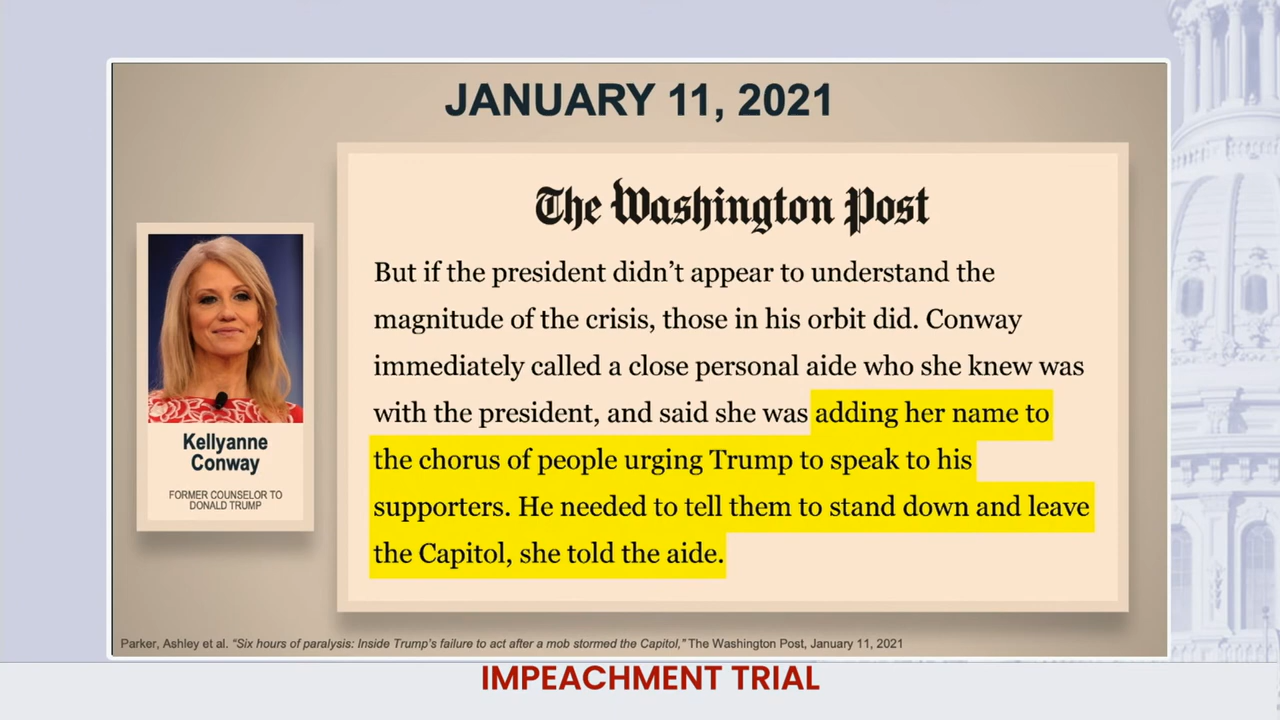 JANUARY 11, 2021
The Washington Post
But if the president didn’t appear to understand the
magnitude of the crisis, those in his orbit did. Conway
immediately called a close personal aide who she knew was
with the president, and said she was adding her name to
the chorus of people urging Trump to speak to his
supporters. He needed to tell them to stand down and leave
the Capitol, she told the aide.
Kellyanne
Conway
FORMER COUNSELOR TO
DONALD TRUMP
Parker, Ashley et al. “Six hours of paralysis: Inside Trump’s failure to act after a mob stormed the Capitol,” The Washington Post, January 11, 2021
IMPEACHMENT TRIAL